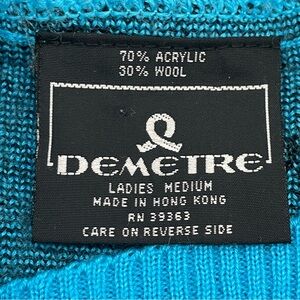 70% ACRYLIC
30% WOOL
DEMETRE
LADIES MEDIUM
MADE IN HONG KONG
RN 39363
CARE ON REVERSE SIDE